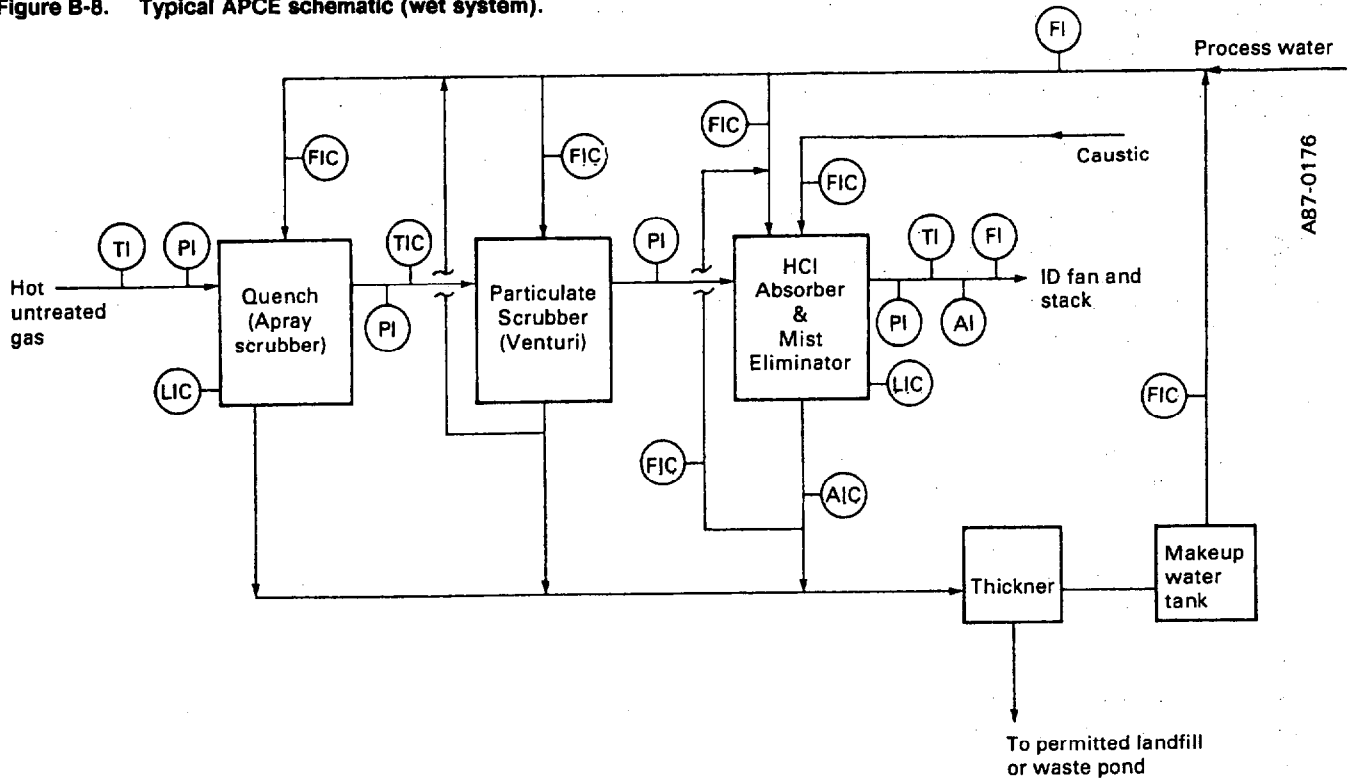 Figure B-8. Typical APCE schematic (wet system).
FI
Process water
FIC
FIC
FIC
Caustic
FIC
A87-0176
TI
PI
TIC
PI
TI
FI
Hot
untreated
gas
Quench
(Apray
scrubber)
PI
Particulate
Scrubber
(Venturi)
HCl
Absorber
&
Mist
Eliminator
PI
AI
ID fan and
stack
LIC
LIC
FIC
FIC
AIC
Thickner
Makeup
water
tank
To permitted landfill
or waste pond